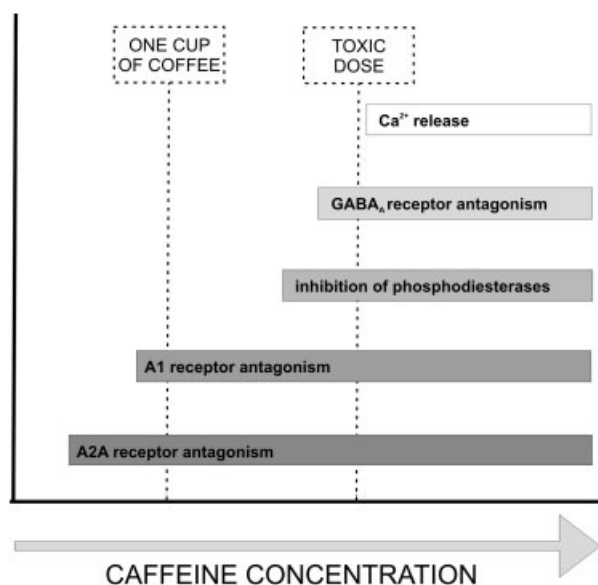 ONE CUP
OF COFFEE
TOXIC
DOSE
Ca²⁺ release
GABAₐ receptor antagonism
inhibition of phosphodiesterases
A1 receptor antagonism
A2A receptor antagonism
CAFFEINE CONCENTRATION